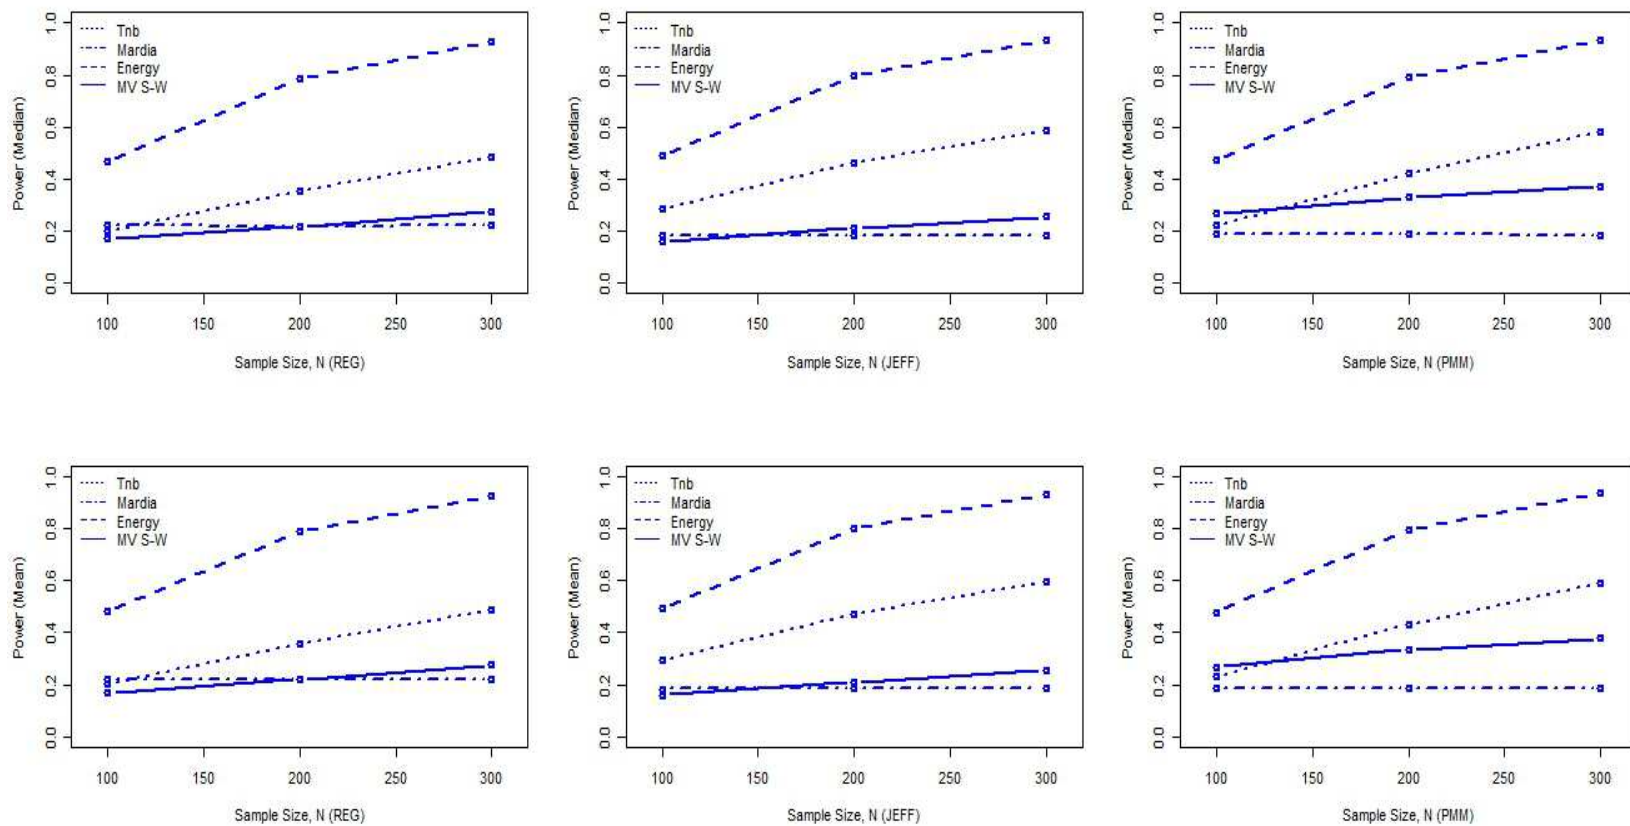 Power (Median)
1.0
0.8
0.6
0.4
0.2
0.0
Tnb
Mardia
Energy
MV S-W
100 150 200 250 300
Sample Size, N (REG)
Power (Median)
1.0
0.8
0.6
0.4
0.2
0.0
Tnb
Mardia
Energy
MV S-W
100 150 200 250 300
Sample Size, N (JEFF)
Power (Median)
1.0
0.8
0.6
0.4
0.2
0.0
Tnb
Mardia
Energy
MV S-W
100 150 200 250 300
Sample Size, N (PMM)
Power (Mean)
1.0
0.8
0.6
0.4
0.2
0.0
Tnb
Mardia
Energy
MV S-W
100 150 200 250 300
Sample Size, N (REG)
Power (Mean)
1.0
0.8
0.6
0.4
0.2
0.0
Tnb
Mardia
Energy
MV S-W
100 150 200 250 300
Sample Size, N (JEFF)
Power (Mean)
1.0
0.8
0.6
0.4
0.2
0.0
Tnb
Mardia
Energy
MV S-W
100 150 200 250 300
Sample Size, N (PMM)